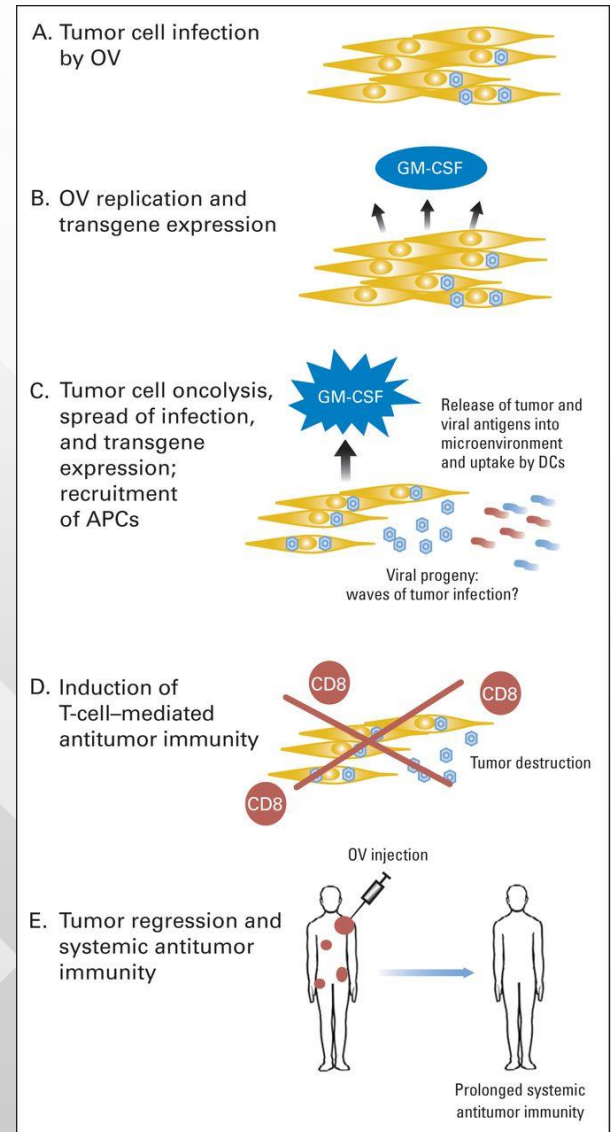 A. Tumor cell infection
by OV
GM-CSF
B. OV replication and
transgene expression
C. Tumor cell oncolysis,
spread of infection,
and transgene
expression;
recruitment
of APCs
GM-CSF
Release of tumor and
viral antigens into
microenvironment
and uptake by DCs
Viral progeny:
waves of tumor infection?
D. Induction of
T-cell–mediated
antitumor immunity
CD8
CD8
Tumor destruction
CD8
OV injection
E. Tumor regression and
systemic antitumor
immunity
Prolonged systemic
antitumor immunity